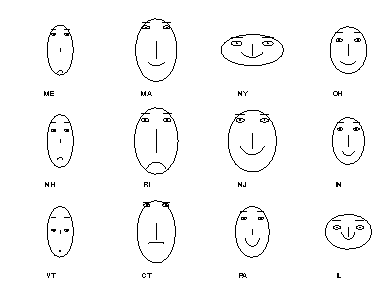 ME MA NY OH
NH RI NJ IN
VT CT PA IL